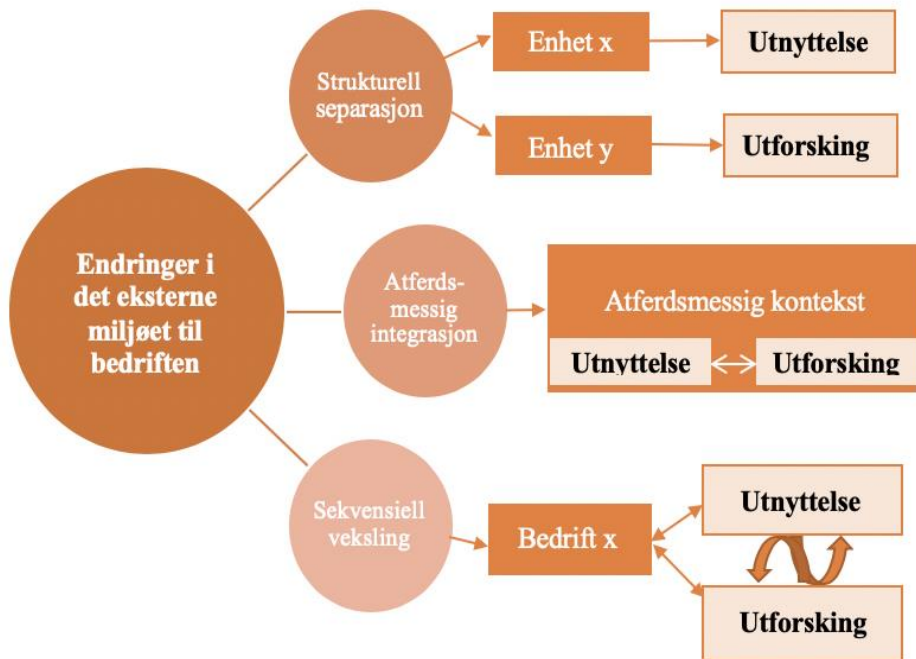 Endringer i
det eksterne
miljøet til
bedriften
Strukturell
separasjon
Enhet x
Utnyttelse
Enhet y
Utforsking
Atferds-
messig
integrasjon
Atferdsmessig kontekst
Utnyttelse
Utforsking
Sekvensiell
veksling
Bedrift x
Utnyttelse
Utforsking